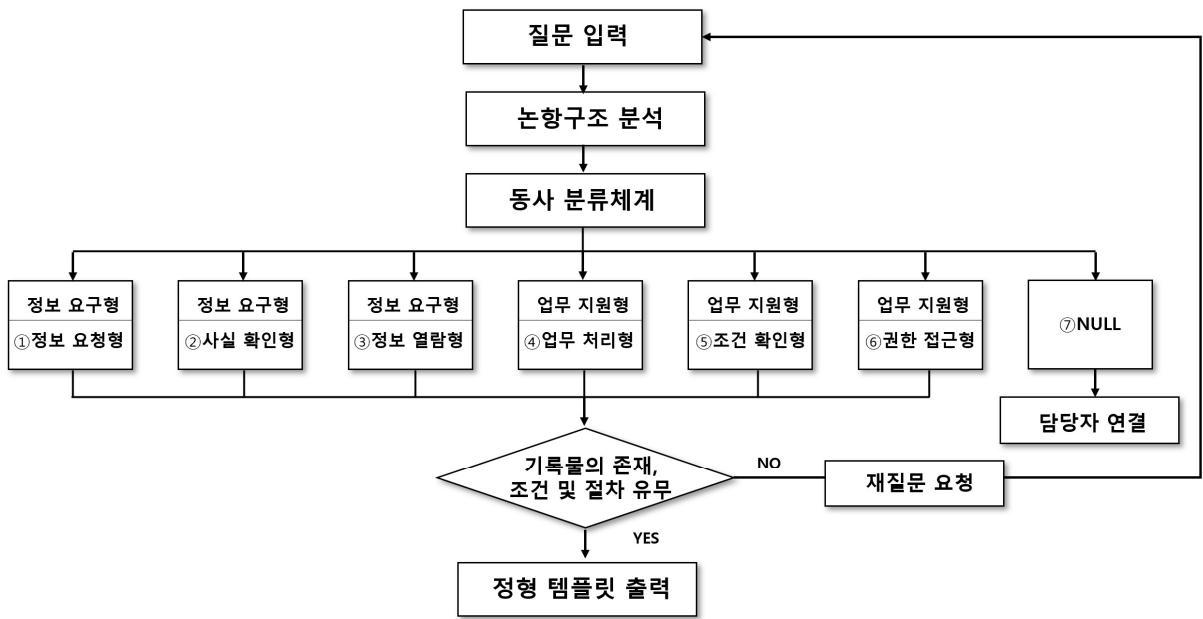 질문 입력
논항구조 분석
동사 분류체계
정보 요구형
①정보 요청형
정보 요구형
②사실 확인형
정보 요구형
③정보 열람형
업무 지원형
④업무 처리형
업무 지원형
⑤조건 확인형
업무 지원형
⑥권한 접근형
⑦NULL
담당자 연결
기록물의 존재,
조건 및 절차 유무
NO
재질문 요청
YES
정형 템플릿 출력